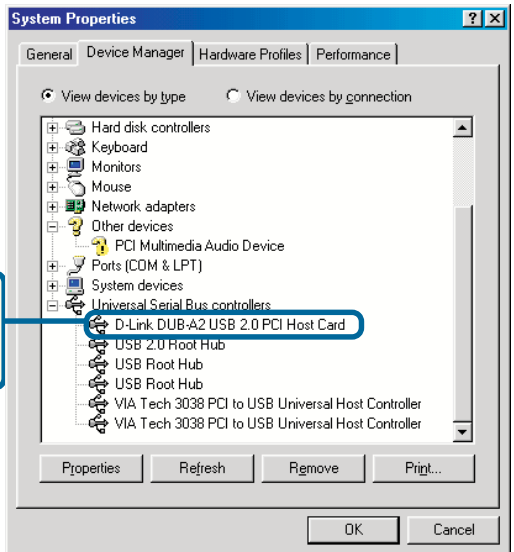 System Properties
General Device Manager Hardware Profiles Performance
View devices by type View devices by connection
Hard disk controllers
Keyboard
Monitors
Mouse
Network adapters
Other devices
PCI Multimedia Audio Device
Ports (COM & LPT)
System devices
Universal Serial Bus controllers
D-Link DUB-A2 USB 2.0 PCI Host Card
USB 2.0 Root Hub
USB Root Hub
USB Root Hub
VIA Tech 3038 PCI to USB Universal Host Controller
VIA Tech 3038 PCI to USB Universal Host Controller
Properties Refresh Remove Print...
OK Cancel